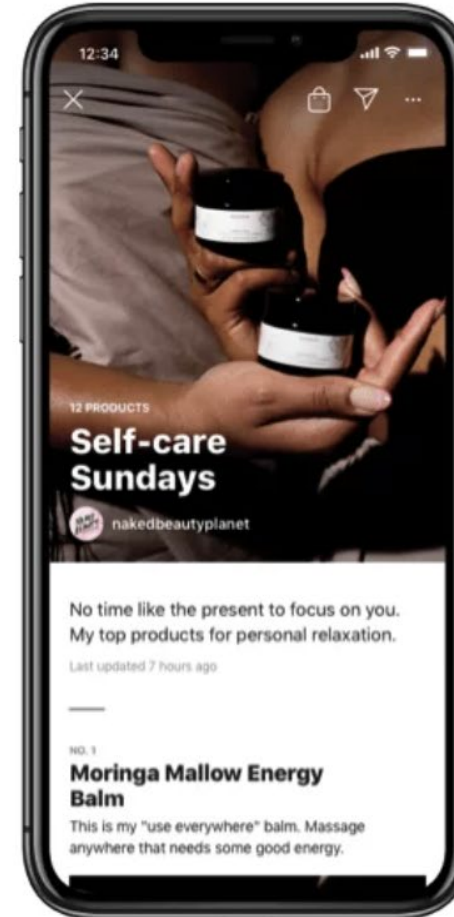 12:34
12 PRODUCTS
Self-care
Sundays
nakedbeautyplanet
No time like the present to focus on you.
My top products for personal relaxation.
Last updated 7 hours ago
NO. 1
Moringa Mallow Energy
Balm
This is my "use everywhere" balm. Massage
anywhere that needs some good energy.